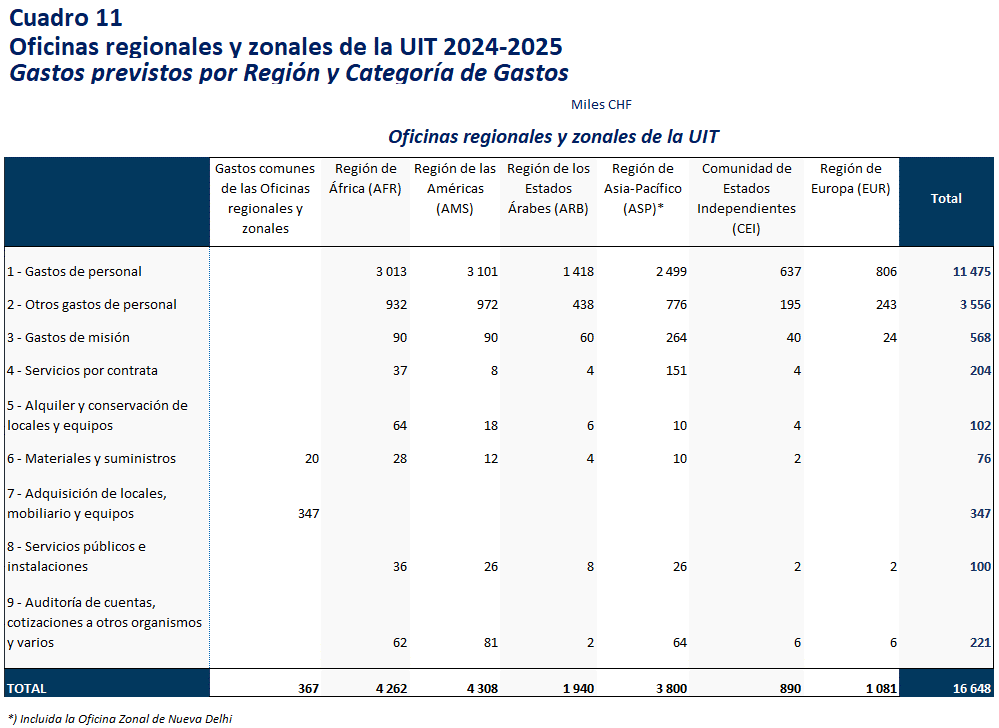 Cuadro 11
Oficinas regionales y zonales de la UIT 2024-2025
Gastos previstos por Región y Categoría de Gastos
Miles CHF
Oficinas regionales y zonales de la UIT
Gastos comunes de las Oficinas regionales y zonales Región de África (AFR) Región de las Américas (AMS) Región de los Estados Árabes (ARB) Región de Asia-Pacífico (ASP)* Comunidad de Estados Independientes (CEI) Región de Europa (EUR) Total
1 - Gastos de personal 3 013 3 101 1 418 2 499 637 806 11 475
2 - Otros gastos de personal 932 972 438 776 195 243 3 556
3 - Gastos de misión 90 90 60 264 40 24 568
4 - Servicios por contrata 37 8 4 151 4 204
5 - Alquiler y conservación de
locales y equipos 64 18 6 10 4 102
6 - Materiales y suministros 20 28 12 4 10 2 76
7 - Adquisición de locales,
mobiliario y equipos 347 347
8 - Servicios públicos e
instalaciones 36 26 8 26 2 2 100
9 - Auditoría de cuentas,
cotizaciones a otros organismos
y varios 62 81 2 64 6 6 221
TOTAL 367 4 262 4 308 1 940 3 800 890 1 081 16 648
*) Incluida la Oficina Zonal de Nueva Delhi